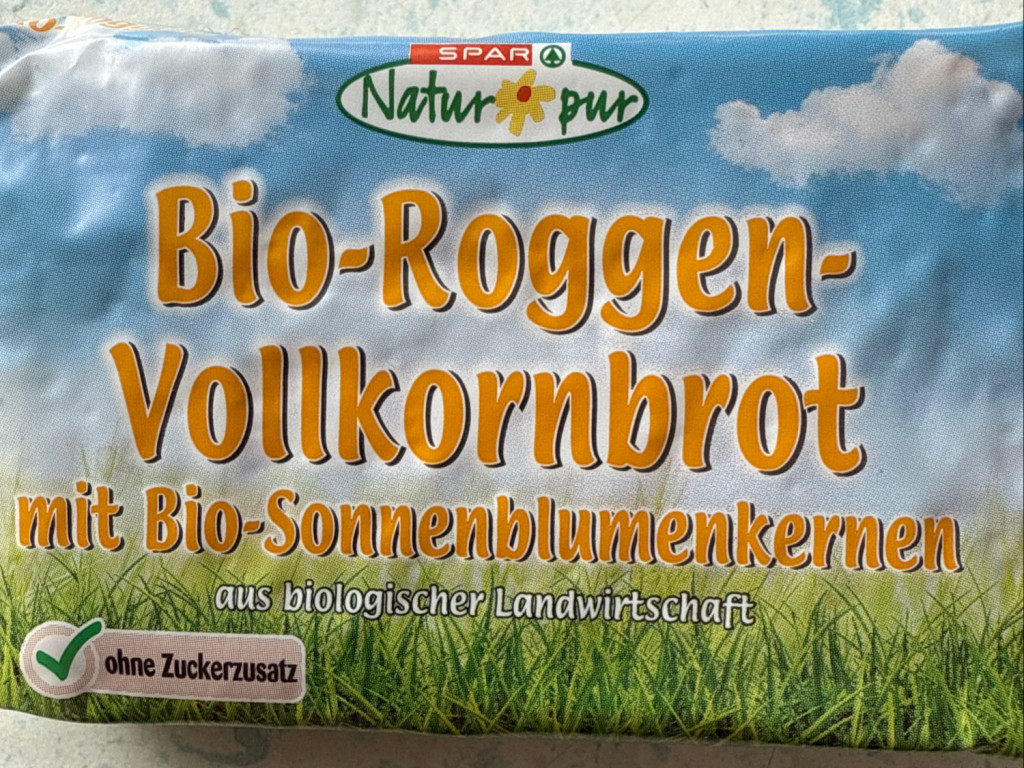 SPAR
Natur pur
Bio-Roggen-
Vollkornbrot
mit Bio-Sonnenblumenkernen
aus biologischer Landwirtschaft
ohne Zuckerzusatz